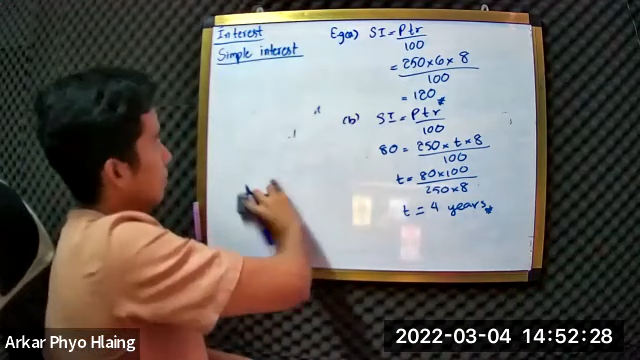 Interest
Simple interest
Eg(a) SI = Ptr/100
= 250×6×8/100
= 120
(b) SI = Ptr/100
80 = 250×t×8/100
t = 80×100/250×8
t = 4 years
Arkar Phyo Hlaing
2022-03-04 14:52:28